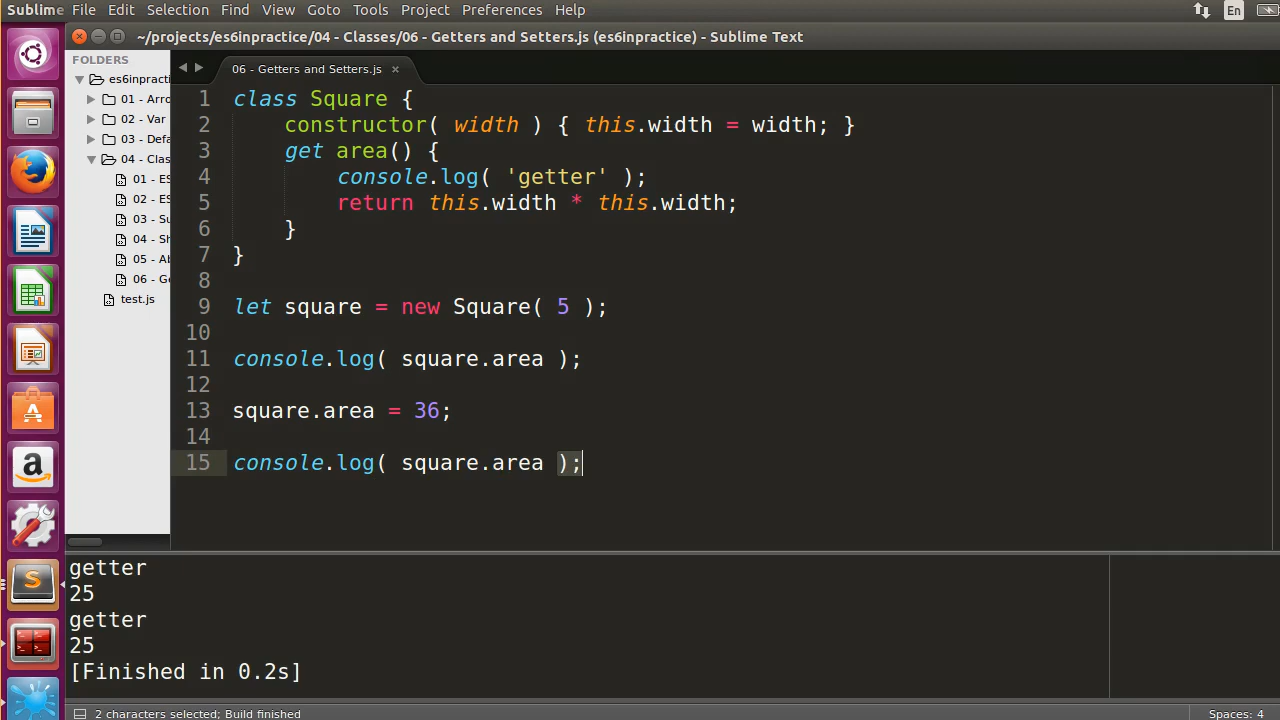 Sublime File Edit Selection Find View Goto Tools Project Preferences Help En
~/projects/es6inpractice/04 - Classes/06 - Getters and Setters.js (es6inpractice) - Sublime Text
FOLDERS
es6inpracti
01 - Arro
02 - Var
03 - Defa
04 - Clas
01 - ES
02 - ES
03 - Su
04 - Sh
05 - Ab
06 - Ge
test.js
06 - Getters and Setters.js ×
1 class Square {
2 constructor( width ) { this.width = width; }
3 get area() {
4 console.log( 'getter' );
5 return this.width * this.width;
6 }
7 }
8
9 let square = new Square( 5 );
10
11 console.log( square.area );
12
13 square.area = 36;
14
15 console.log( square.area );
getter
25
getter
25
[Finished in 0.2s]
2 characters selected; Build finished Spaces: 4